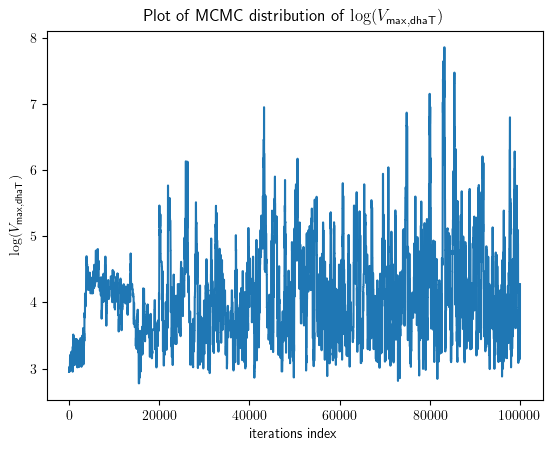 Plot of MCMC distribution of log(V_max,dhaT)
8
7
6
5
4
3
log(V_max,dhaT)
0 20000 40000 60000 80000 100000
iterations index